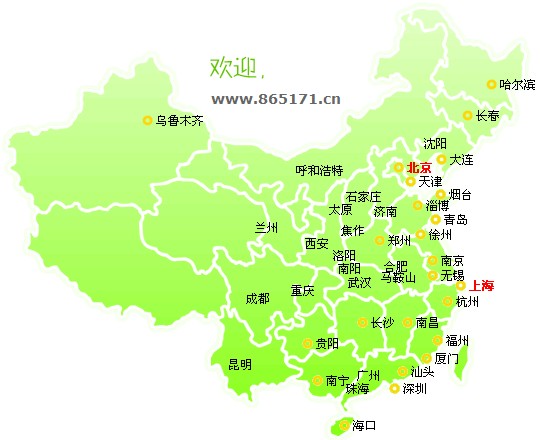 欢迎,
www.865171.cn
哈尔滨
乌鲁木齐
长春
沈阳
大连
呼和浩特
北京
天津
石家庄
烟台
太原
济南
淄博
青岛
兰州
焦作
徐州
西安
郑州
洛阳
南京
南阳
合肥
无锡
马鞍山
武汉
上海
重庆
成都
杭州
长沙
南昌
贵阳
福州
厦门
昆明
汕头
广州
南宁
珠海
深圳
海口